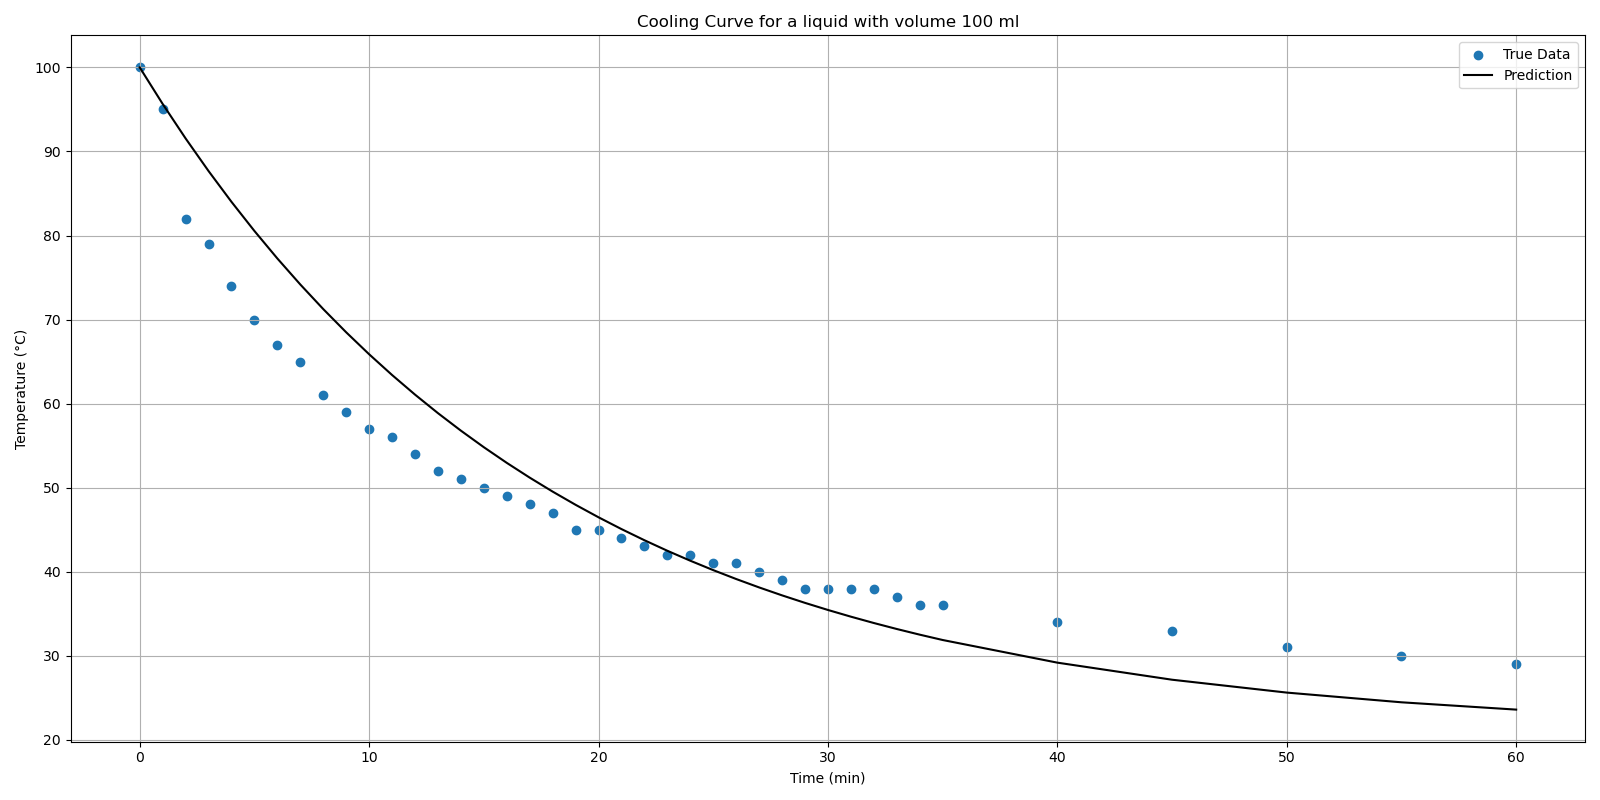 Cooling Curve for a liquid with volume 100 ml
True Data
Prediction
100
90
80
70
60
50
40
30
20
Temperature (°C)
0 10 20 30 40 50 60
Time (min)